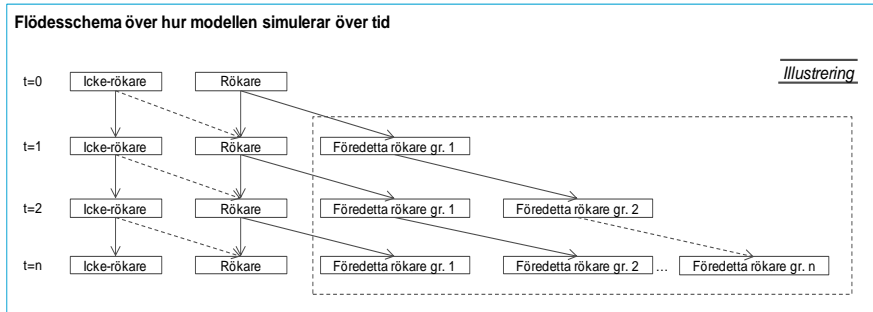 Flödesschema över hur modellen simulerar över tid
Illustrering
t=0 Icke-rökare Rökare
t=1 Icke-rökare Rökare Föredetta rökare gr. 1
t=2 Icke-rökare Rökare Föredetta rökare gr. 1 Föredetta rökare gr. 2
t=n Icke-rökare Rökare Föredetta rökare gr. 1 Föredetta rökare gr. 2 ... Föredetta rökare gr. n